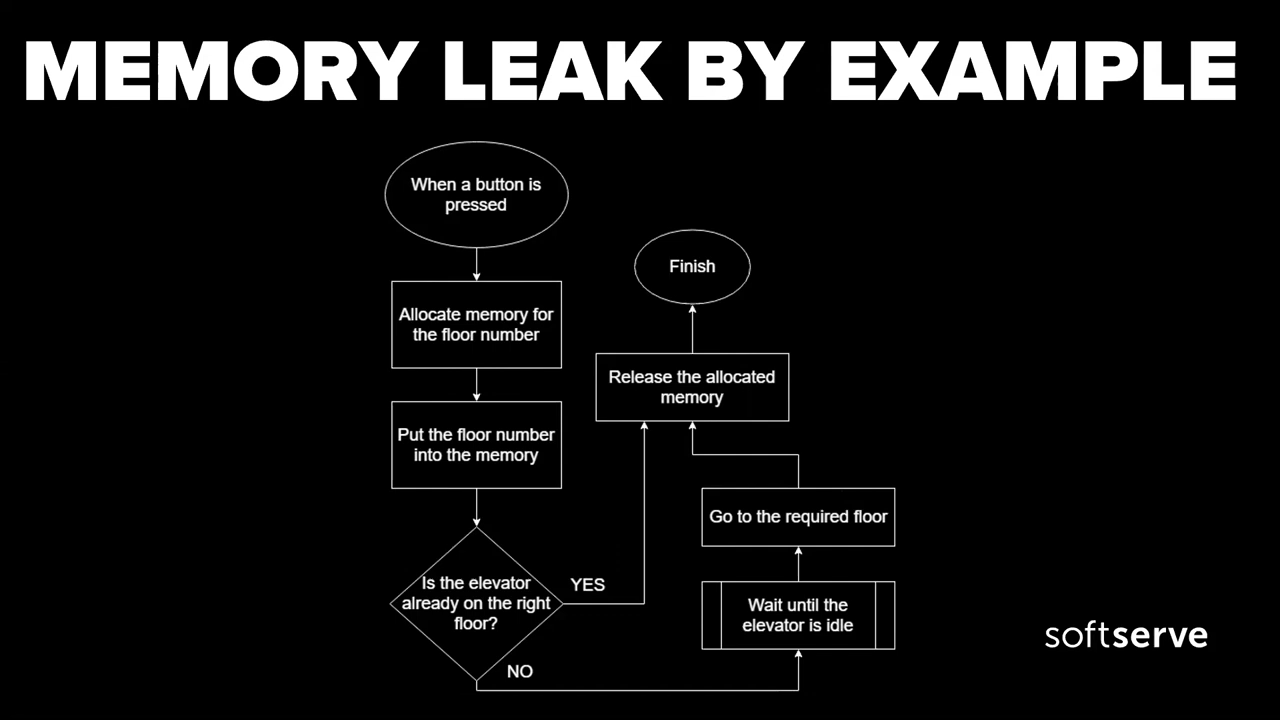 MEMORY LEAK BY EXAMPLE
When a button is
pressed
Allocate memory for
the floor number
Put the floor number
into the memory
Is the elevator
already on the right
floor?
YES
NO
Wait until the
elevator is idle
Go to the required floor
Release the allocated
memory
Finish
softserve